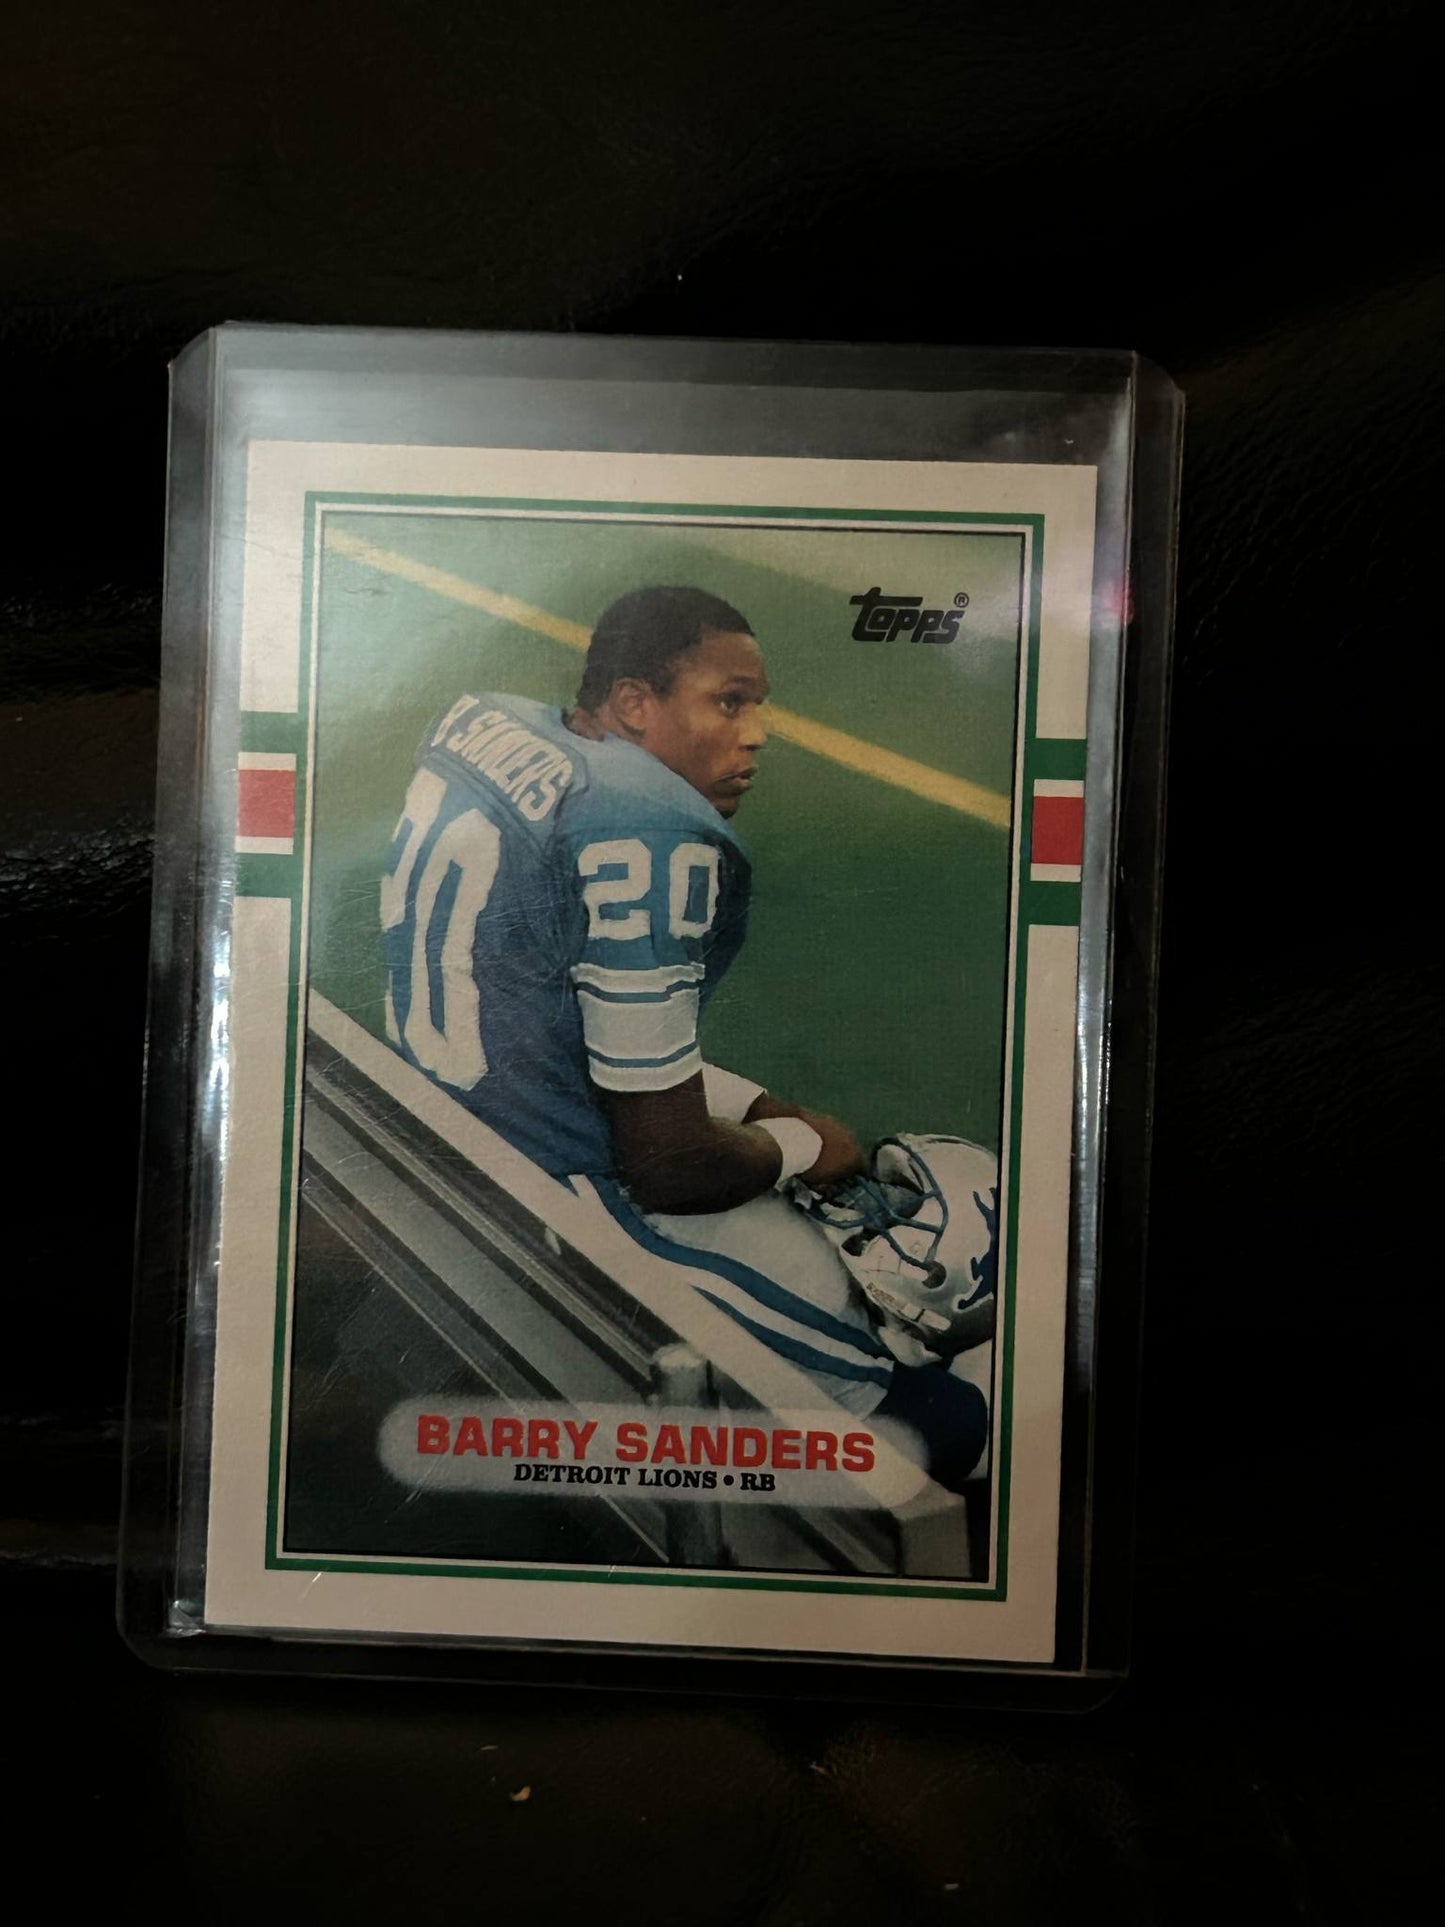 topps®
B SANDERS
20
20
BARRY SANDERS
DETROIT LIONS • RB